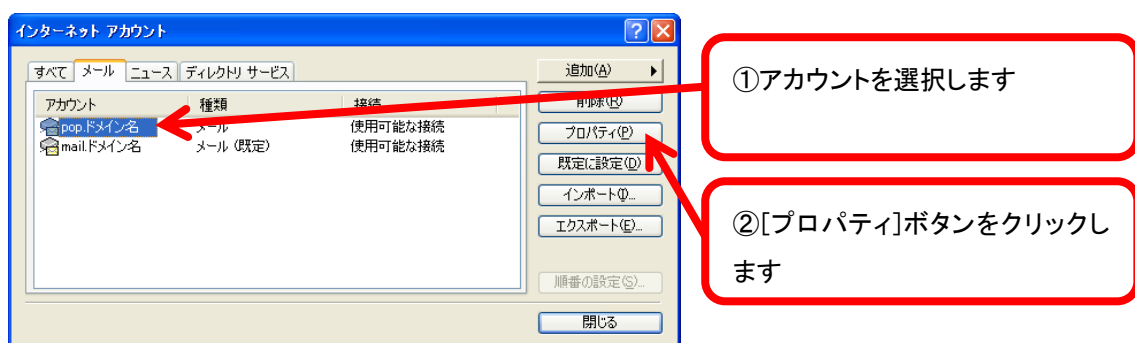 インターネット アカウント
すべて メール ニュース ディレクトリ サービス
追加(A)
アカウント 種類 接続
削除(R)
pop.ドメイン名 メール 使用可能な接続
プロパティ(P)
mail.ドメイン名 メール (既定) 使用可能な接続
既定に設定(D)
インポート(I)...
エクスポート(E)...
順番の設定(S)...
閉じる
①アカウントを選択します
②[プロパティ]ボタンをクリックし
ます